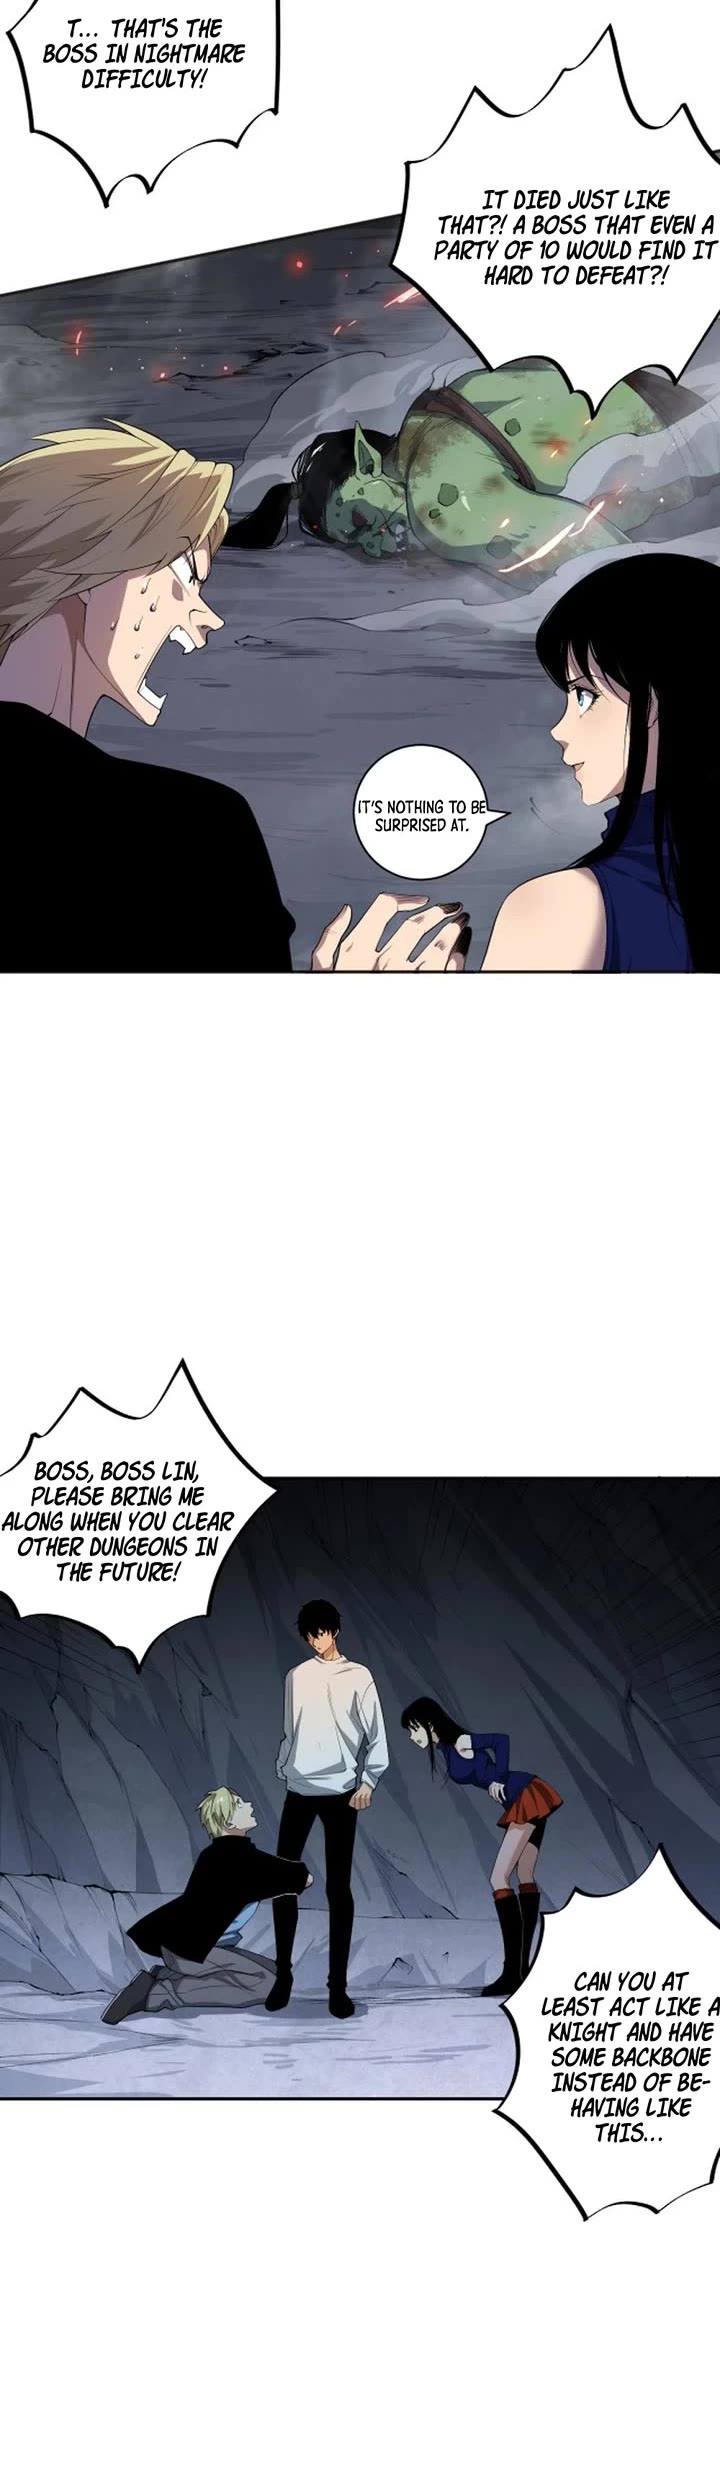 T... THAT'S THE
BOSS IN NIGHTMARE
DIFFICULTY!
IT DIED JUST LIKE
THAT?! A BOSS THAT EVEN A
PARTY OF 10 WOULD FIND IT
HARD TO DEFEAT?!
IT'S NOTHING TO BE
SURPRISED AT.
BOSS, BOSS LIN,
PLEASE BRING ME
ALONG WHEN YOU CLEAR
OTHER DUNGEONS IN
THE FUTURE!
CAN YOU AT
LEAST ACT LIKE A
KNIGHT AND HAVE
SOME BACKBONE
INSTEAD OF BE-
HAVING LIKE
THIS...